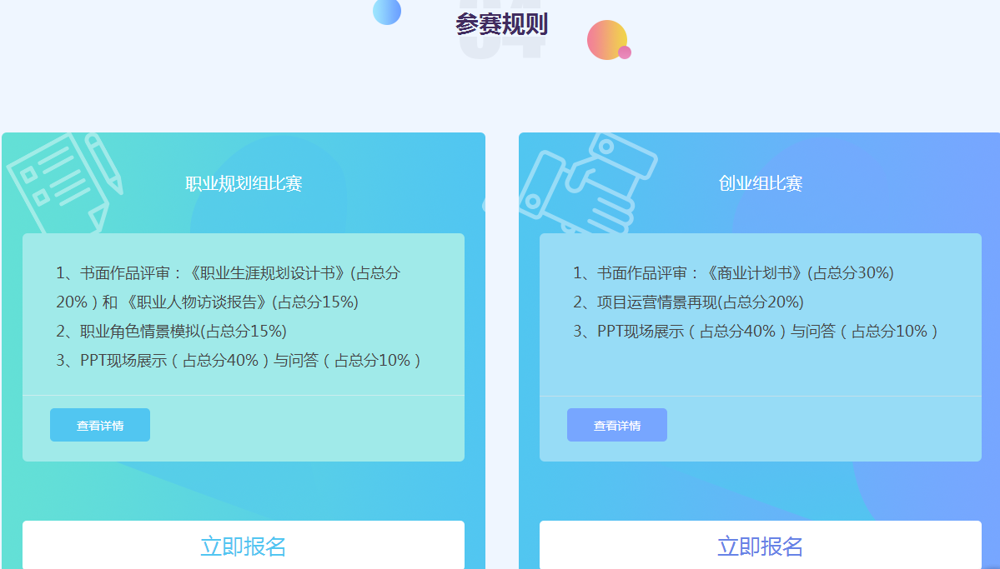 04
参赛规则
职业规划组比赛
1、书面作品评审：《职业生涯规划设计书》(占总分
20%）和 《职业人物访谈报告》(占总分15%)
2、职业角色情景模拟(占总分15%)
3、PPT现场展示（占总分40%）与问答（占总分10%）
查看详情
立即报名
创业组比赛
1、书面作品评审：《商业计划书》(占总分30%)
2、项目运营情景再现(占总分20%)
3、PPT现场展示（占总分40%）与问答（占总分10%）
查看详情
立即报名